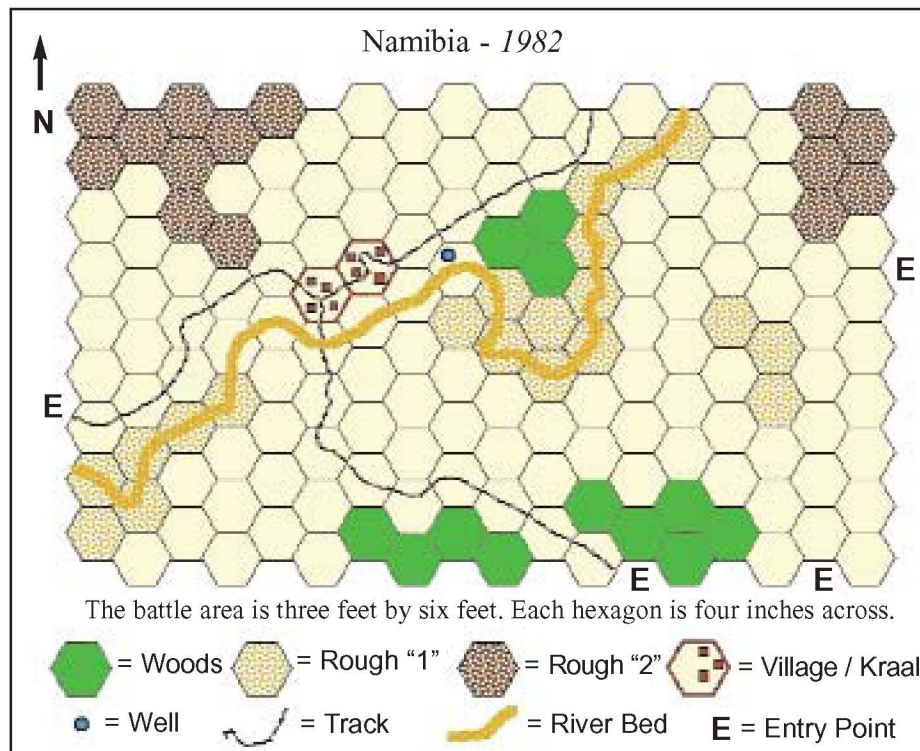 Namibia - 1982
N
E
E
E
E
The battle area is three feet by six feet. Each hexagon is four inches across.
= Woods
= Rough “1”
= Rough “2”
= Village / Kraal
= Well
= Track
= River Bed
E = Entry Point